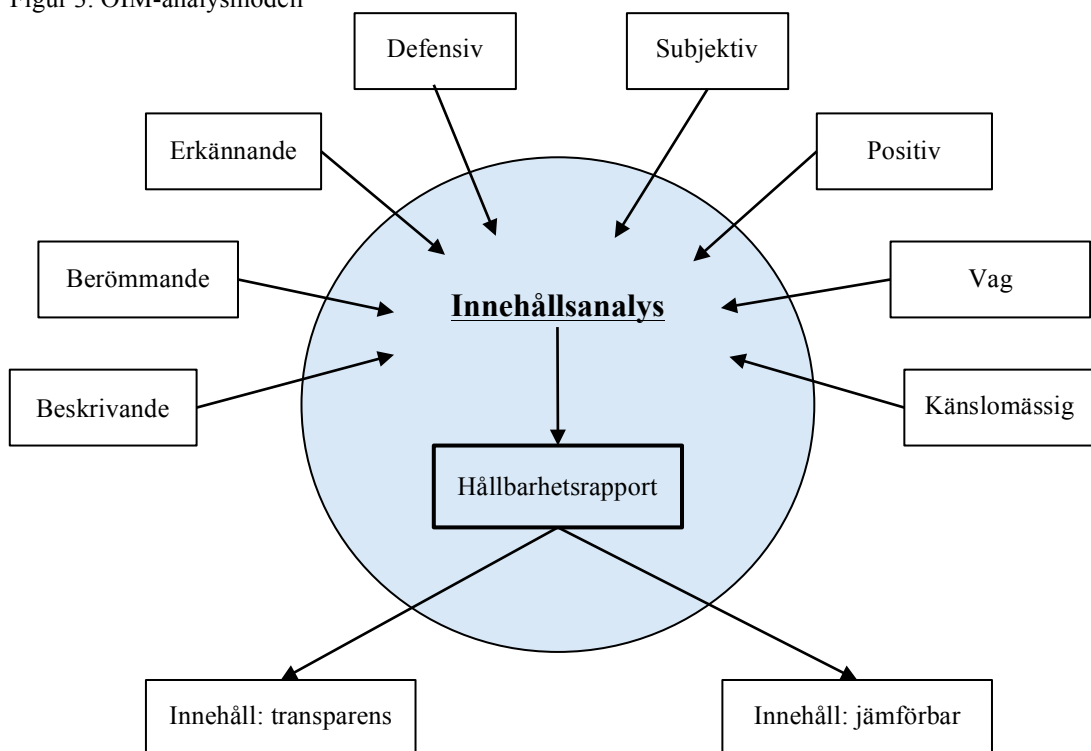 Figur 3. OIM-analysmodell
Defensiv
Subjektiv
Erkännande
Positiv
Berömmande
Vag
Innehållsanalys
Beskrivande
Känslomässig
Hållbarhetsrapport
Innehåll: transparens
Innehåll: jämförbar